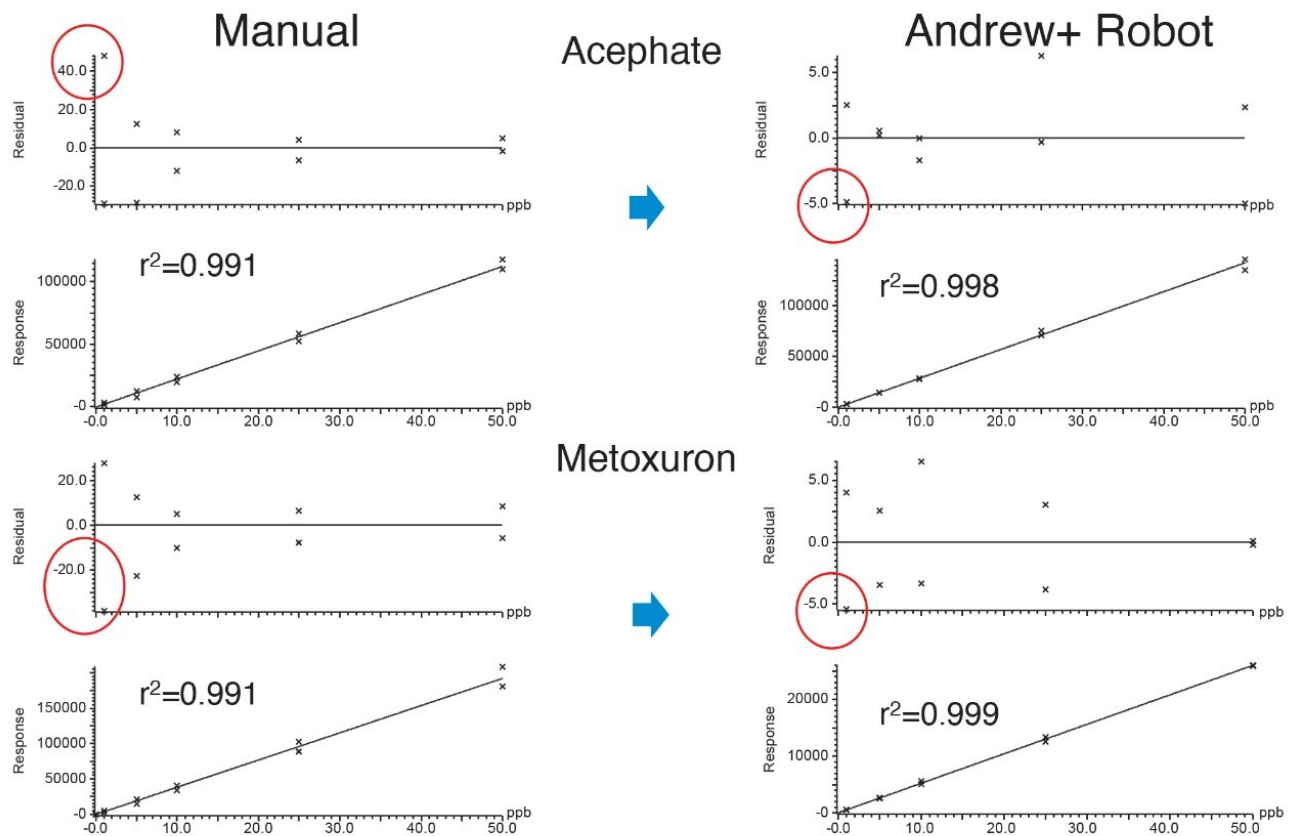 Manual
Acephate
Andrew+ Robot
Residual
40.0
20.0
0.0
-20.0
ppb
Residual
5.0
0.0
-5.0
ppb
r²=0.991
Response
100000
50000
-0
-0.0 10.0 20.0 30.0 40.0 50.0
ppb
r²=0.998
Response
100000
50000
-0
-0.0 10.0 20.0 30.0 40.0 50.0
ppb
Metoxuron
Residual
20.0
0.0
-20.0
ppb
Residual
5.0
0.0
-5.0
ppb
r²=0.991
Response
150000
100000
50000
-0
-0.0 10.0 20.0 30.0 40.0 50.0
ppb
r²=0.999
Response
20000
10000
0
-0.0 10.0 20.0 30.0 40.0 50.0
ppb